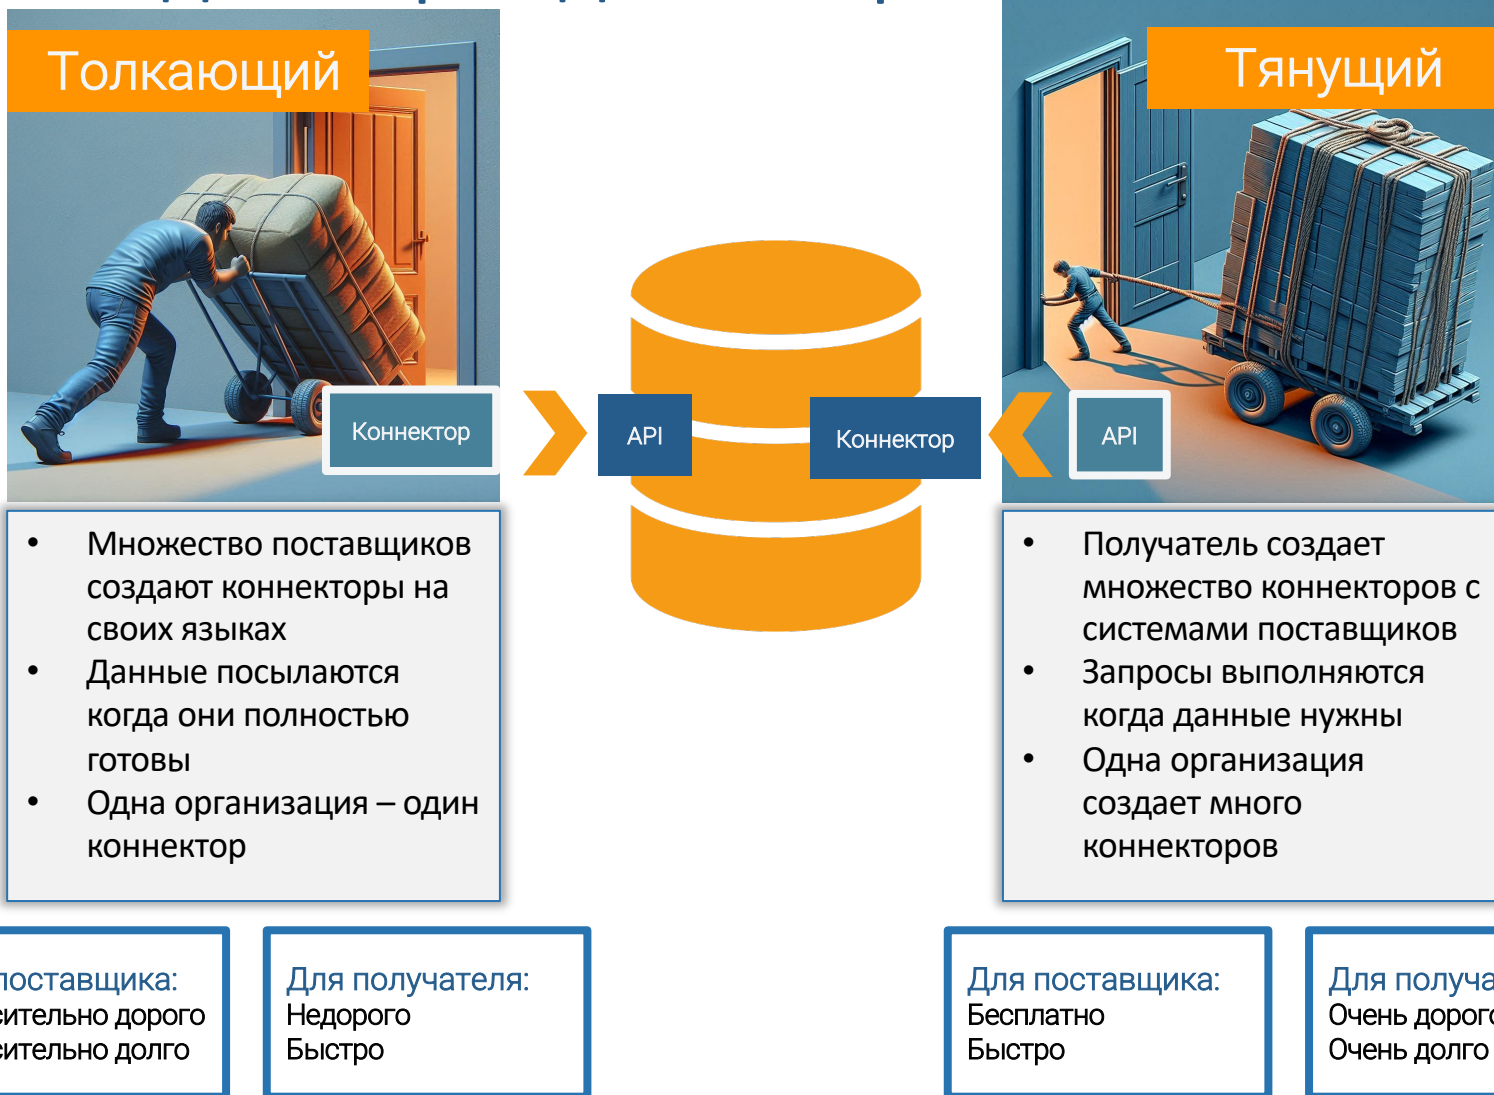 Толкающий
Тянущий
Коннектор
API
Коннектор
API
• Множество поставщиков
создают коннекторы на
своих языках
• Данные посылаются
когда они полностью
готовы
• Одна организация – один
коннектор
• Получатель создает
множество коннекторов с
системами поставщиков
• Запросы выполняются
когда данные нужны
• Одна организация
создает много
коннекторов
поставщика:
дорого
долго
Для получателя:
Недорого
Быстро
Для поставщика:
Бесплатно
Быстро
Для
Очень дорого
Очень долго